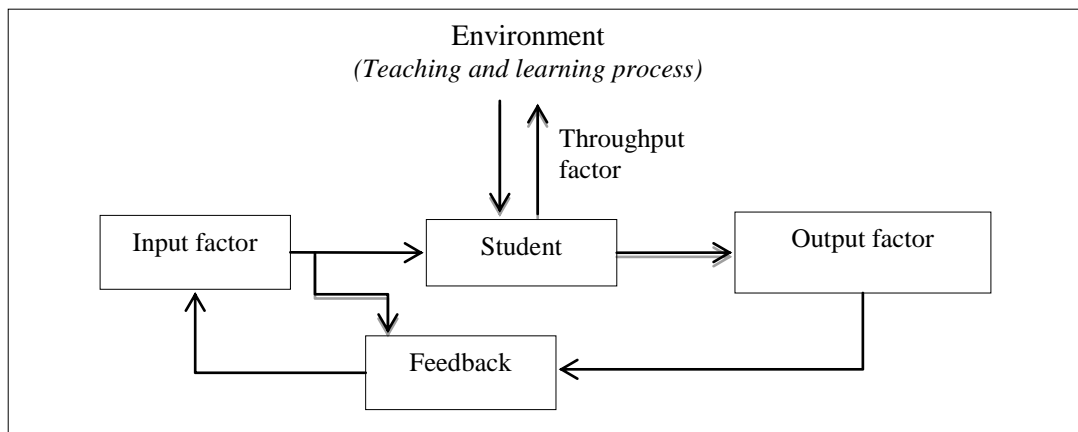 Environment
(Teaching and learning process)
Throughput
factor
Input factor
Student
Output factor
Feedback